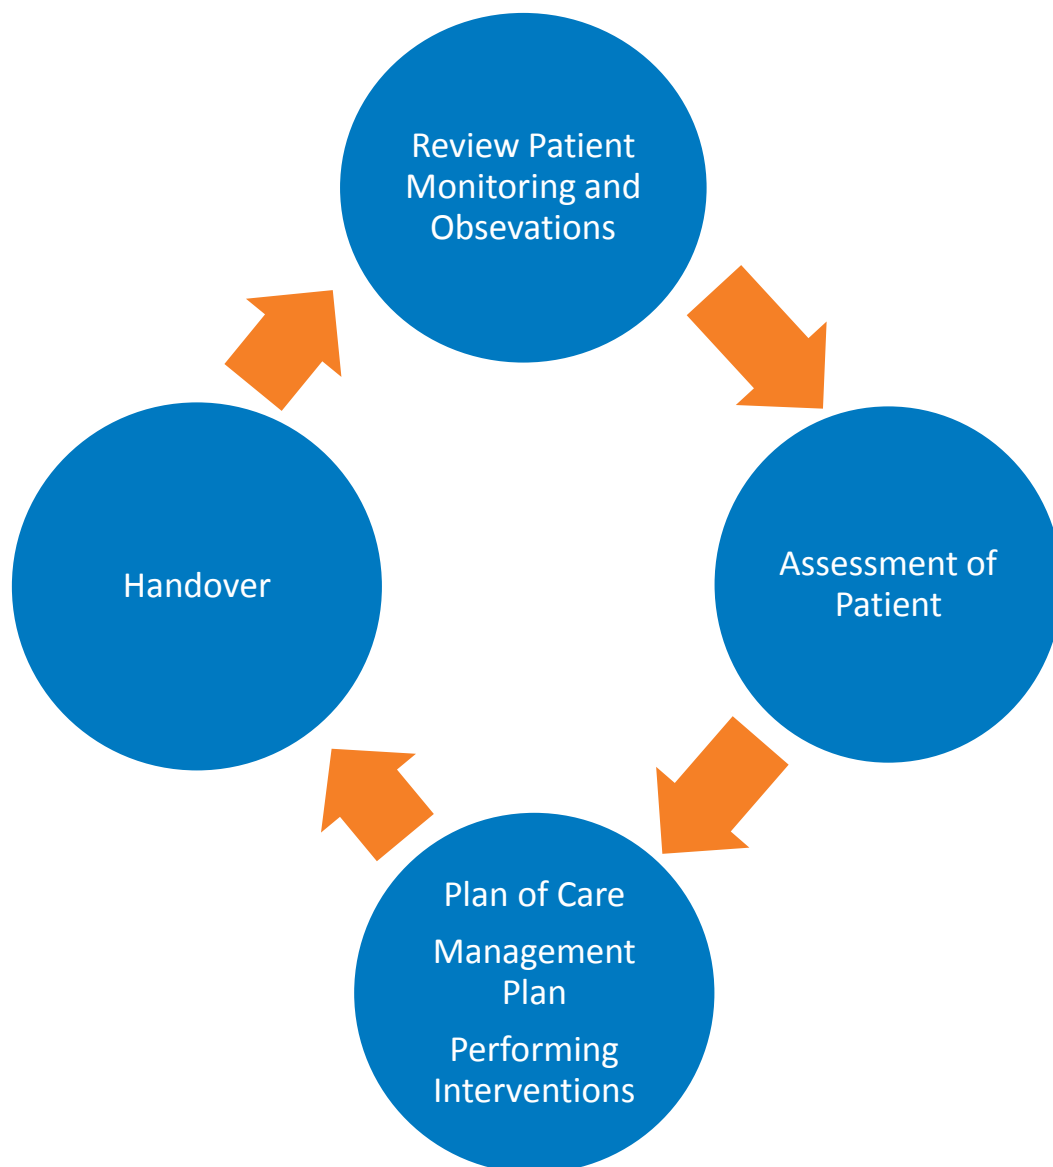 Review Patient
Monitoring and
Obsevations
Assessment of
Patient
Plan of Care
Management
Plan
Performing
Interventions
Handover